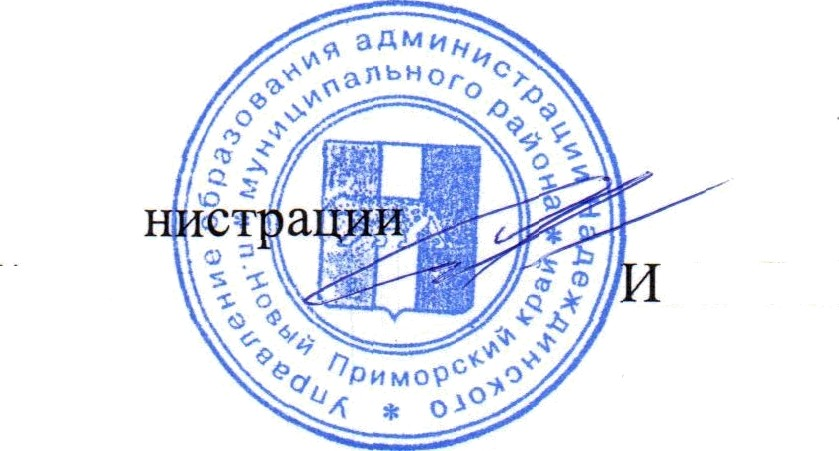 Управление образования администрации Надеждинского
муниципального района * п. Новый Приморский край *
нистрации
И